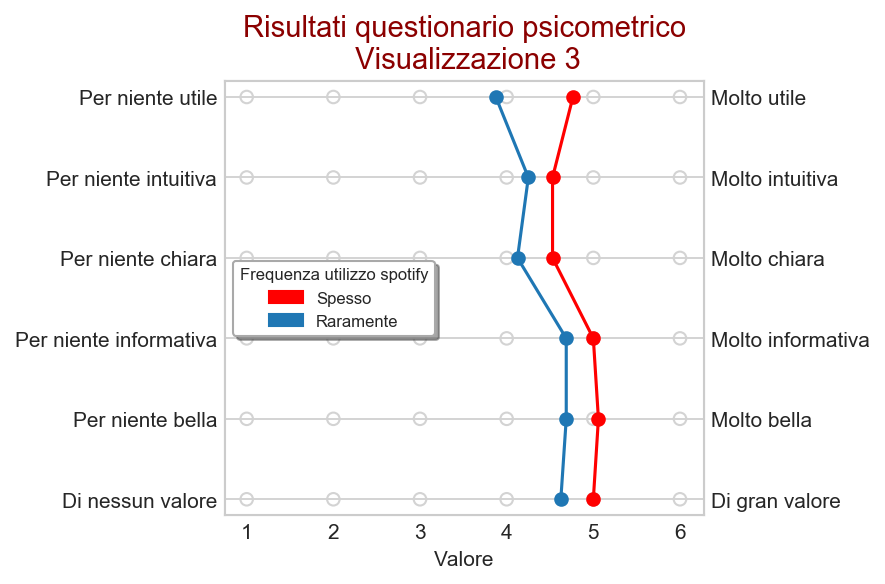 Risultati questionario psicometrico
Visualizzazione 3
Per niente utile
Molto utile
Per niente intuitiva
Molto intuitiva
Per niente chiara
Molto chiara
Frequenza utilizzo spotify
Spesso
Raramente
Per niente informativa
Molto informativa
Per niente bella
Molto bella
Di nessun valore
Di gran valore
1 2 3 4 5 6
Valore